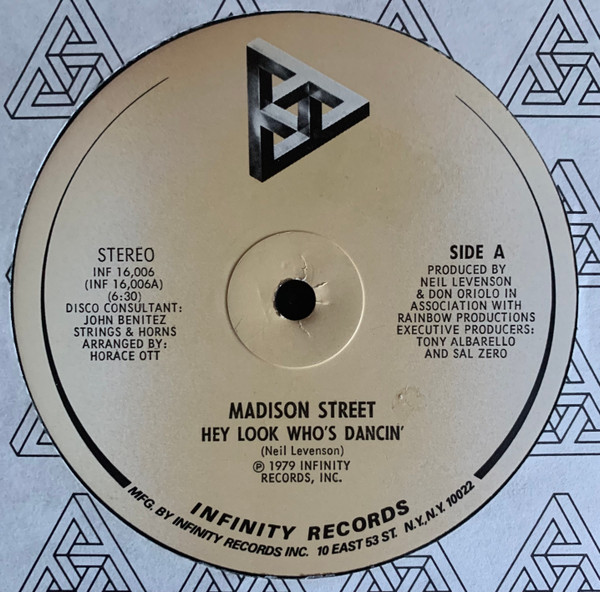 STEREO
INF 16,006
(INF 16,006A)
(6:30)
DISCO CONSULTANT:
JOHN BENITEZ
STRINGS & HORNS
ARRANGED BY:
HORACE OTT
SIDE A
PRODUCED BY
NEIL LEVENSON
& DON ORIOLO IN
ASSOCIATION WITH
RAINBOW PRODUCTIONS
EXECUTIVE PRODUCERS:
TONY ALBARELLO
AND SAL ZERO
MADISON STREET
HEY LOOK WHO'S DANCIN'
(Neil Levenson)
℗ 1979 INFINITY
RECORDS, INC.
INFINITY RECORDS
MFG. BY INFINITY RECORDS INC. 10 EAST 53 ST. N.Y., N.Y. 10022